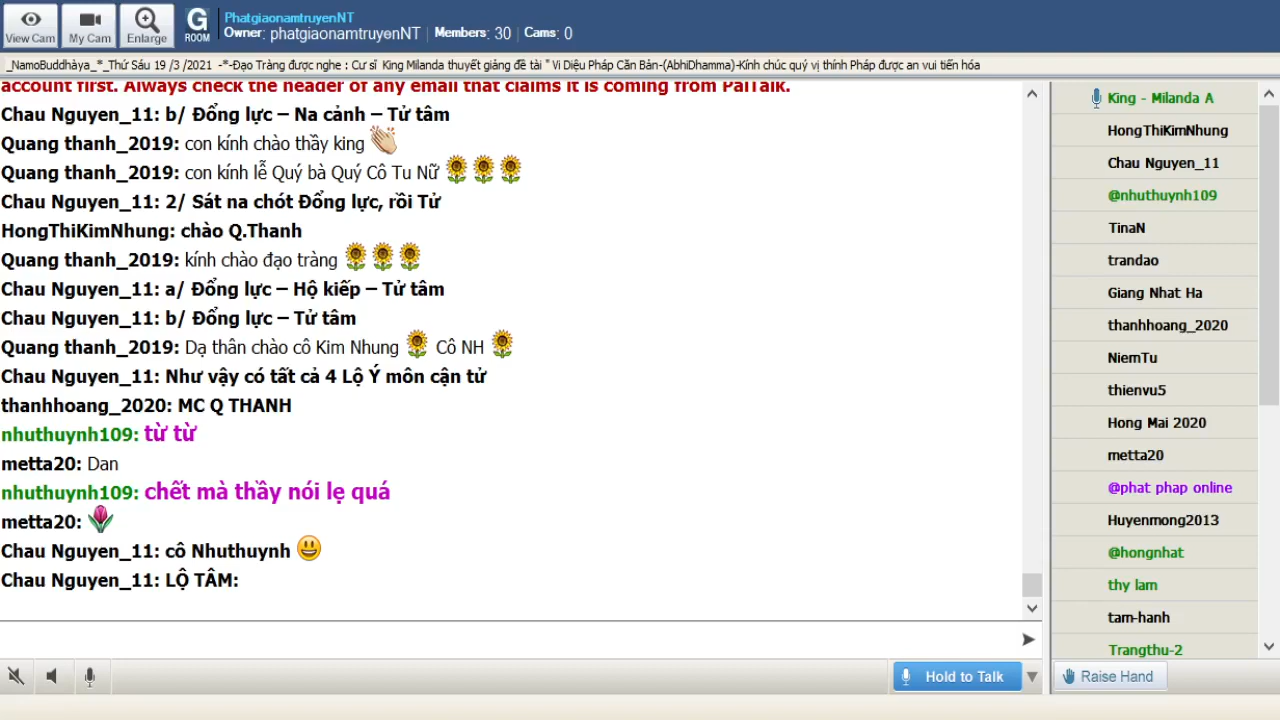 View Cam
My Cam
Enlarge
G
ROOM
PhatgiaonamtruyenNT
Owner: phatgiaonamtruyenNT | Members: 30 | Cams: 0
_NamoBuddhàya_*_Thứ Sáu 19 /3 /2021 -*-Đạo Tràng được nghe : Cư sĩ King Milanda thuyết giảng đề tài " Vi Diệu Pháp Căn Bản-(AbhiDhamma)-Kính chúc quý vị thính Pháp được an vui tiến hóa
account first. Always check the header of any email that claims it is coming from PalTalk.
Chau Nguyen_11: b/ Đổng lực – Na cảnh – Tử tâm
Quang thanh_2019: con kính chào thầy king
Quang thanh_2019: con kính lễ Quý bà Quý Cô Tu Nữ
Chau Nguyen_11: 2/ Sát na chót Đổng lực, rồi Tử
HongThiKimNhung: chào Q.Thanh
Quang thanh_2019: kính chào đạo tràng
Chau Nguyen_11: a/ Đổng lực – Hộ kiếp – Tử tâm
Chau Nguyen_11: b/ Đổng lực – Tử tâm
Quang thanh_2019: Dạ thân chào cô Kim Nhung Cô NH
Chau Nguyen_11: Như vậy có tất cả 4 Lộ Ý môn cận tử
thanhhoang_2020: MC Q THANH
nhuthuynh109: từ từ
metta20: Dan
nhuthuynh109: chết mà thầy nói lẹ quá
metta20:
Chau Nguyen_11: cô Nhuthuynh
Chau Nguyen_11: LỘ TÂM:
King - Milanda A
HongThiKimNhung
Chau Nguyen_11
@nhuthuynh109
TinaN
trandao
Giang Nhat Ha
thanhhoang_2020
NiemTu
thienvu5
Hong Mai 2020
metta20
@phat phap online
Huyenmong2013
@hongnhat
thy lam
tam-hanh
Trangthu-2
Hold to Talk
Raise Hand